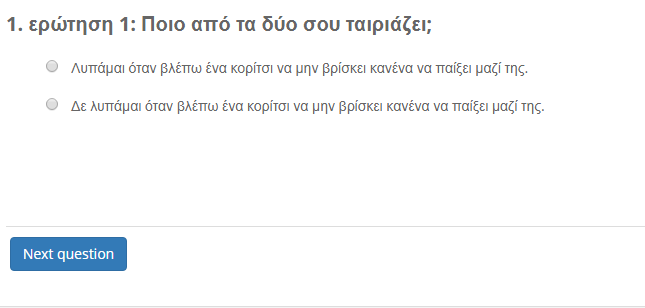 1. ερώτηση 1: Ποιο από τα δύο σου ταιριάζει;
Λυπάμαι όταν βλέπω ένα κορίτσι να μην βρίσκει κανένα να παίξει μαζί της.
Δε λυπάμαι όταν βλέπω ένα κορίτσι να μην βρίσκει κανένα να παίξει μαζί της.
Next question